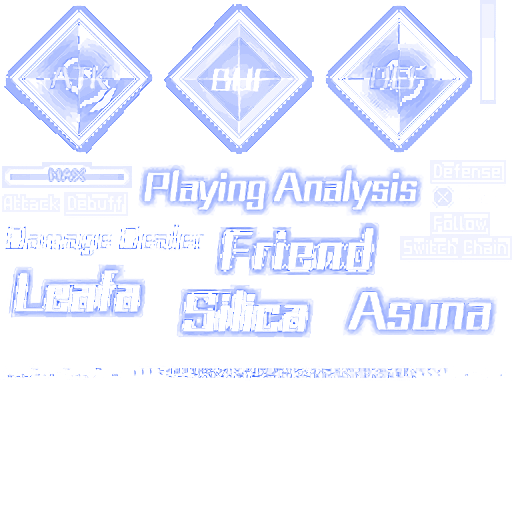 ATK
BUF
DEF
MAX
Playing Analysis
Defense
Attack
Debuff
Follow
Damage Dealer
Friend
Switch Chain
Leafa
Silica
Asuna